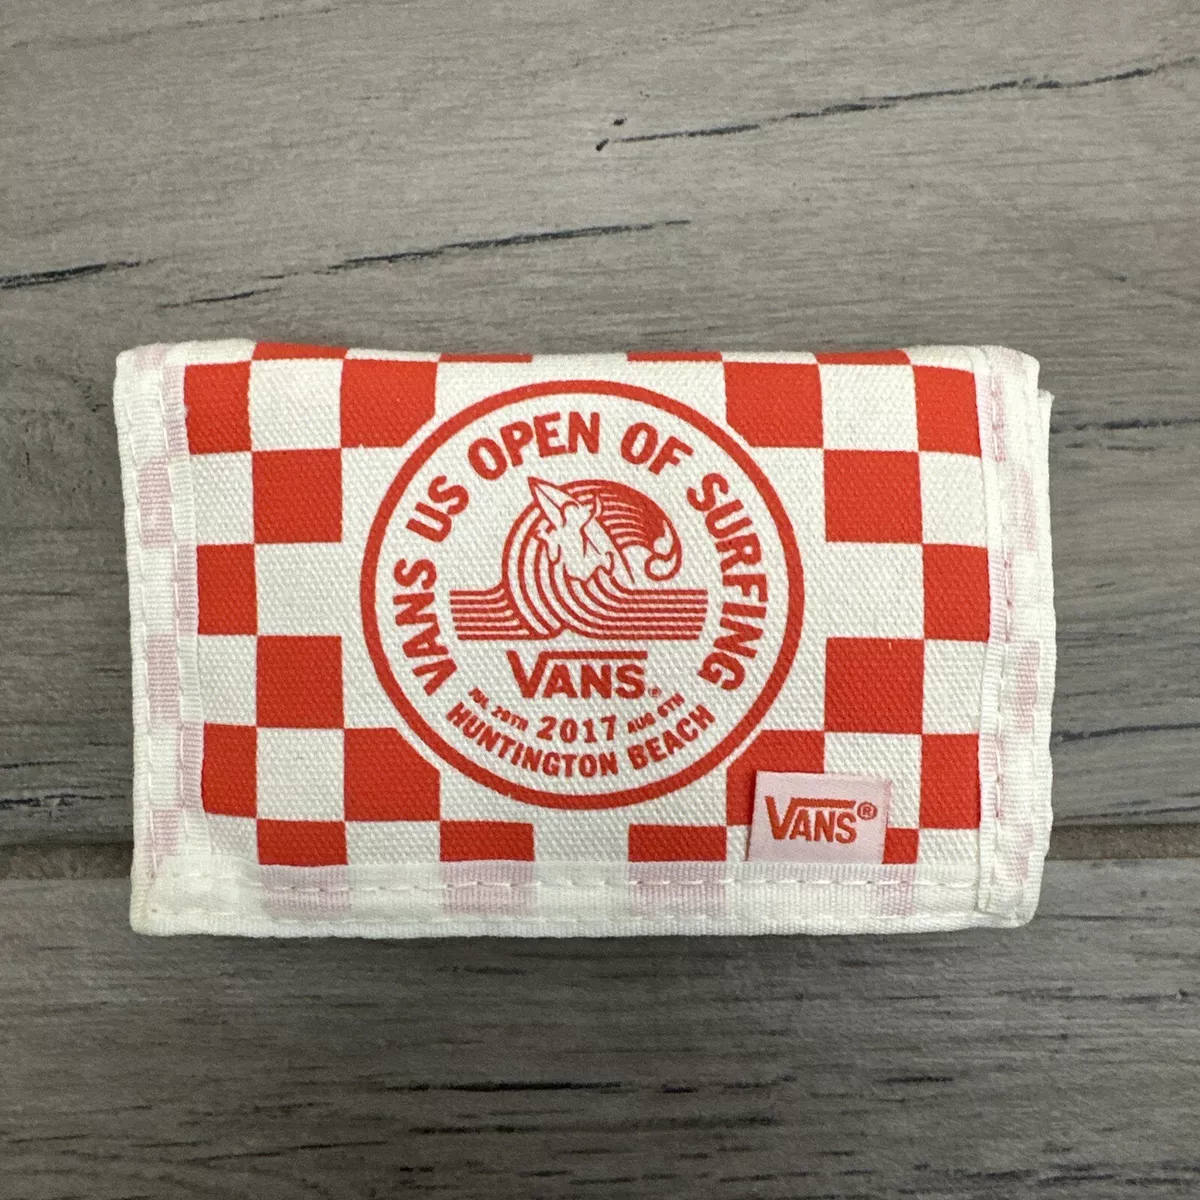 VANS US OPEN OF SURFING
VANS®
JUL 29TH 2017 AUG 6TH
HUNTINGTON BEACH
VANS®